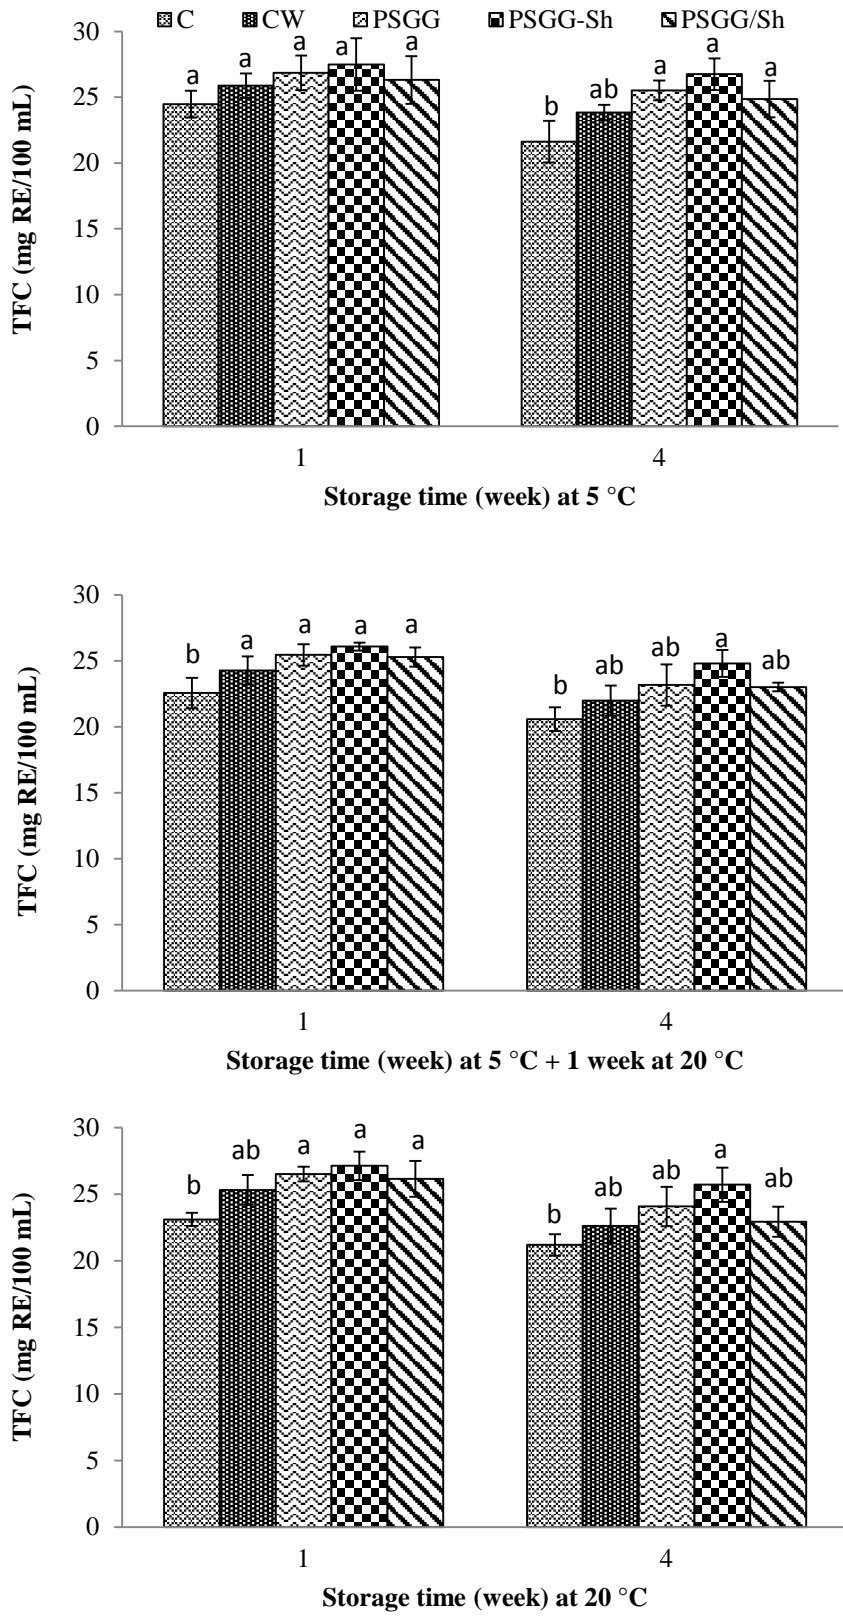 C CW PSGG PSGG-Sh PSGG/Sh
30
25
20
15
10
5
0
TFC (mg RE/100 mL)
a a a a a
b ab a a a
1 4
Storage time (week) at 5 °C
30
25
20
15
10
5
0
TFC (mg RE/100 mL)
b a a a a
b ab ab a ab
1 4
Storage time (week) at 5 °C + 1 week at 20 °C
30
25
20
15
10
5
0
TFC (mg RE/100 mL)
b ab a a a
b ab ab a ab
1 4
Storage time (week) at 20 °C